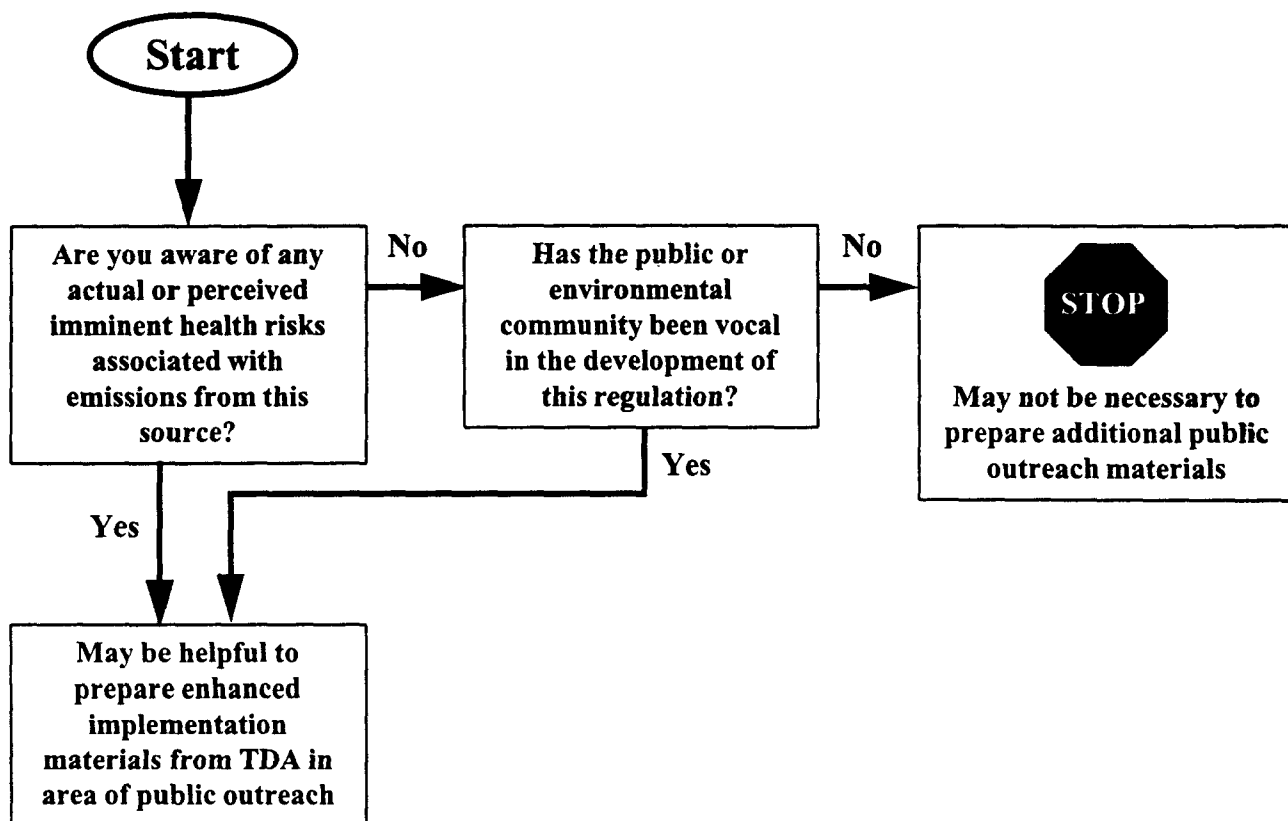 Start
Are you aware of any
actual or perceived
imminent health risks
associated with
emissions from this
source?
No
Has the public or
environmental
community been vocal
in the development of
this regulation?
No
STOP
May not be necessary to
prepare additional public
outreach materials
Yes
Yes
May be helpful to
prepare enhanced
implementation
materials from TDA in
area of public outreach